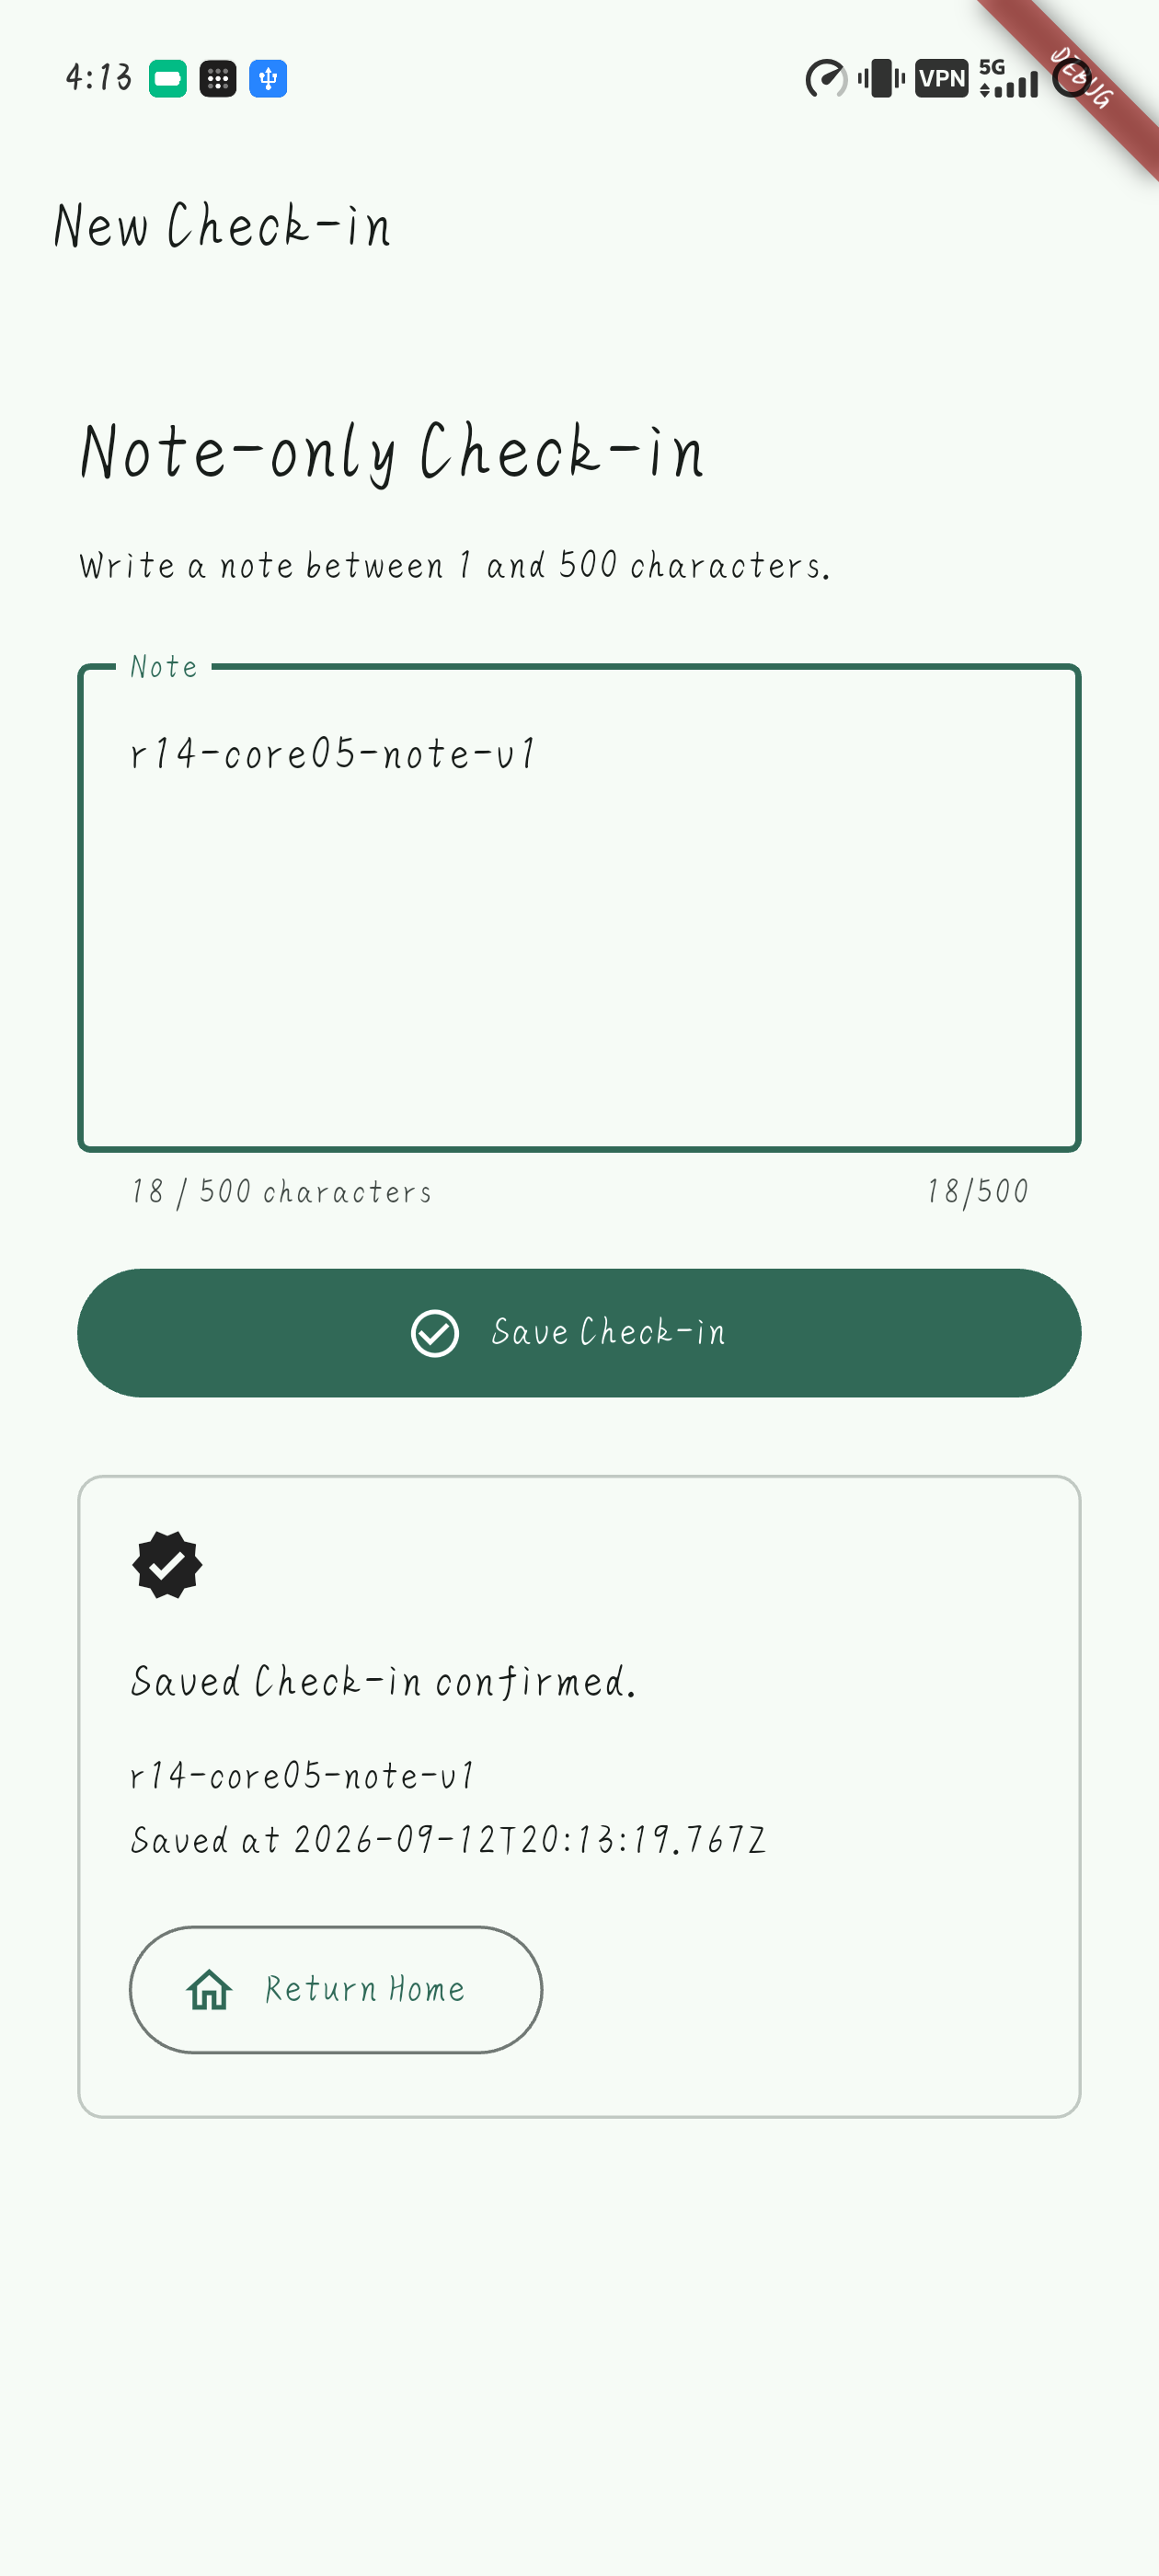 4:13
VPN
5G
DEBUG
New Check-in
Note-only Check-in
Write a note between 1 and 500 characters.
Note
r14-core05-note-v1
18 / 500 characters
18/500
Save Check-in
Saved Check-in confirmed.
r14-core05-note-v1
Saved at 2026-09-12T20:13:19.767Z
Return Home